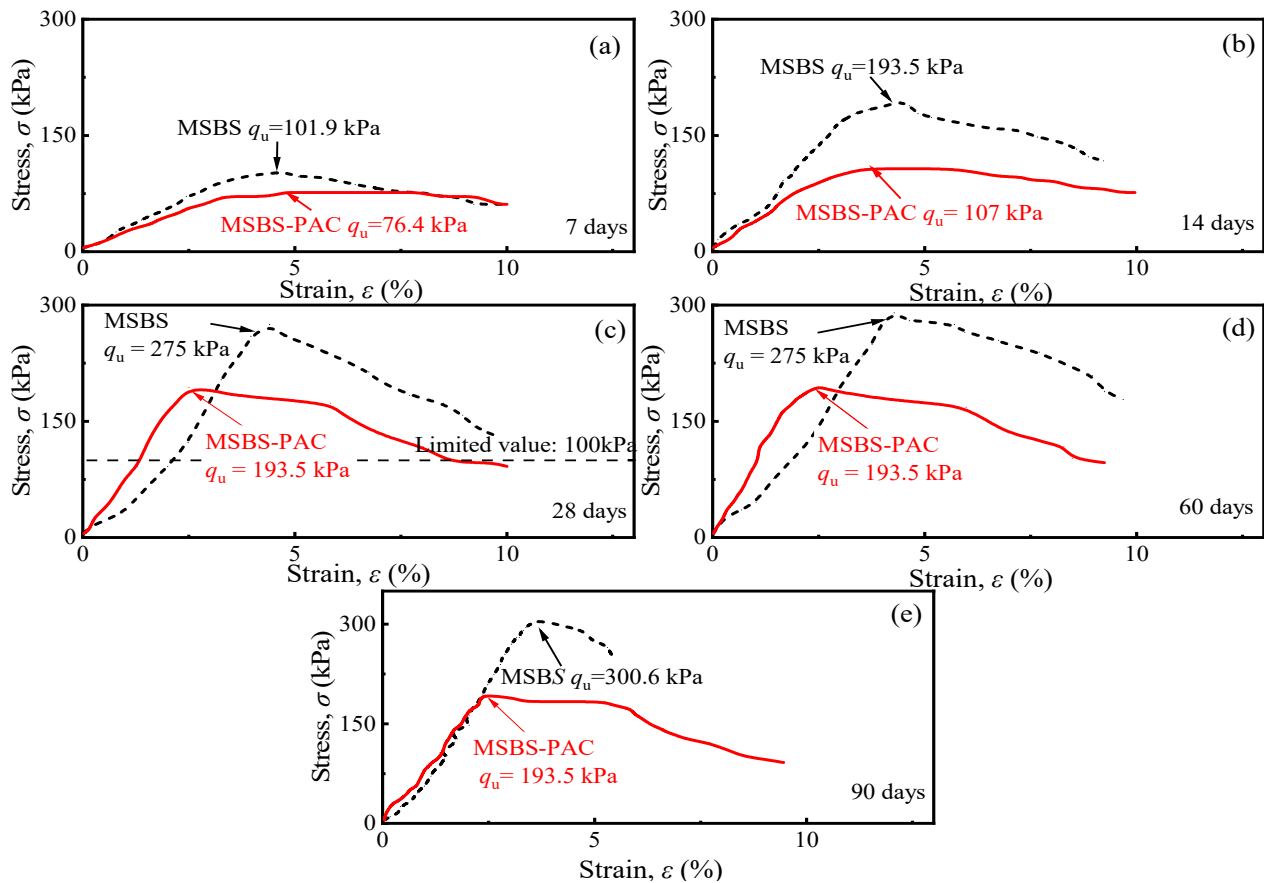 300
150
0
0
5
10
Stress, σ (kPa)
Strain, ε (%)
(a)
MSBS qu=101.9 kPa
MSBS-PAC qu=76.4 kPa
7 days
300
150
0
0
5
10
Stress, σ (kPa)
Strain, ε (%)
(b)
MSBS qu=193.5 kPa
MSBS-PAC qu= 107 kPa
14 days
300
150
0
0
5
10
Stress, σ (kPa)
Strain, ε (%)
(c)
MSBS
qu = 275 kPa
MSBS-PAC
qu = 193.5 kPa
Limited value: 100kPa
28 days
300
150
0
0
5
10
Stress, σ (kPa)
Strain, ε (%)
(d)
MSBS
qu = 275 kPa
MSBS-PAC
qu = 193.5 kPa
60 days
300
150
0
0
5
10
Stress, σ (kPa)
Strain, ε (%)
(e)
MSBS qu=300.6 kPa
MSBS-PAC
qu= 193.5 kPa
90 days